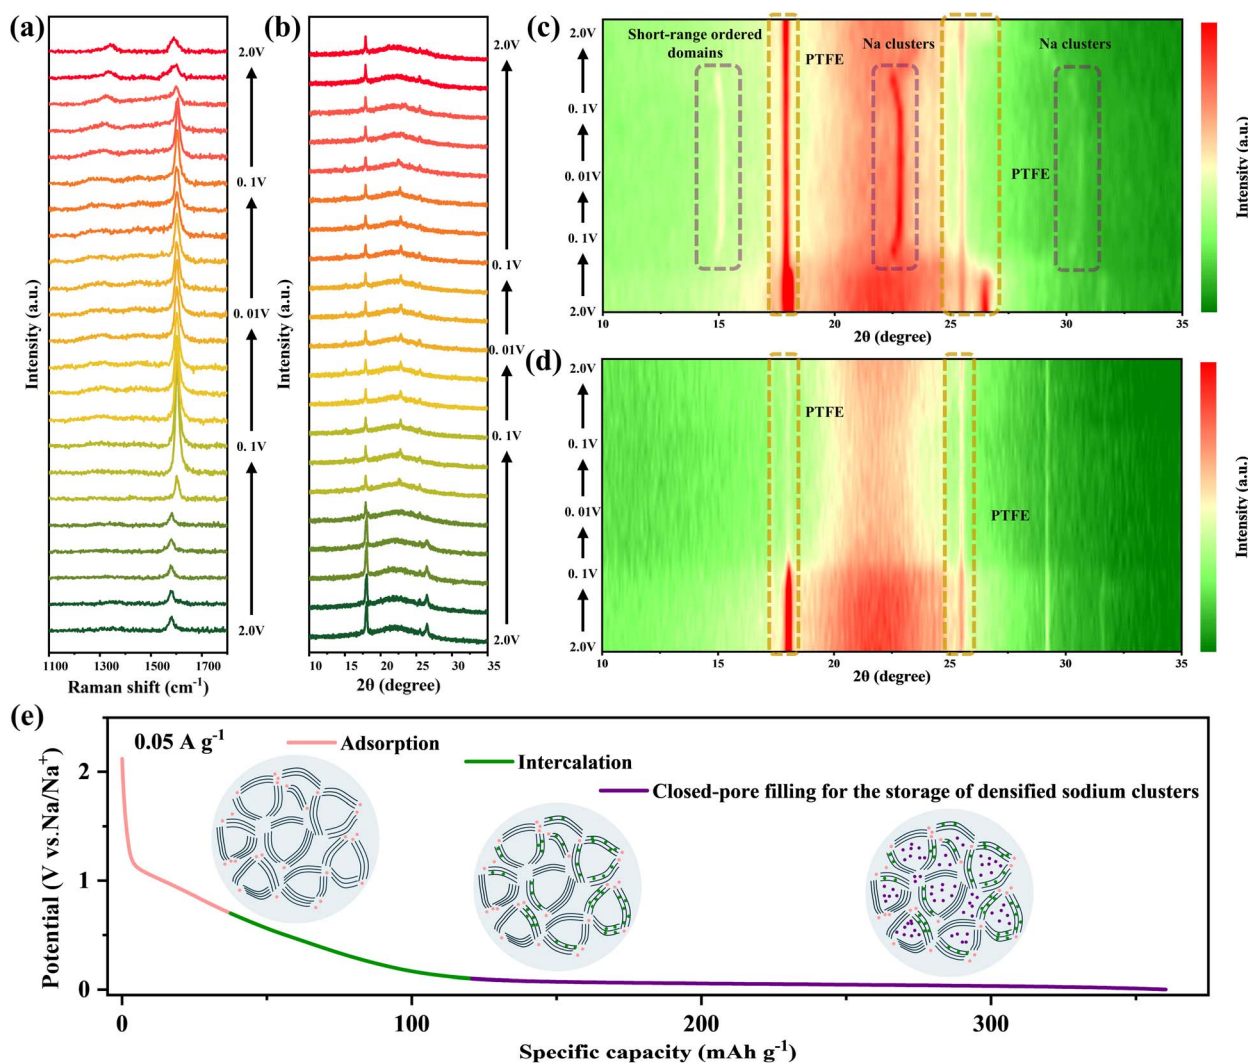 (a)
2.0V
0. 1V
0. 01V
0. 1V
2.0V
Intensity (a.u.)
1100 1300 1500 1700
Raman shift (cm⁻¹)
(b)
2.0V
0. 1V
0. 01V
0. 1V
2.0V
Intensity (a.u.)
10 15 20 25 30 35
2θ (degree)
(c)
2.0V
0. 1V
0. 01V
0. 1V
2.0V
Short-range ordered
domains
PTFE
Na clusters
Na clusters
PTFE
10 15 20 25 30 35
2θ (degree)
Intensity (a.u.)
(d)
2.0V
0. 1V
0. 01V
0. 1V
2.0V
PTFE
PTFE
10 15 20 25 30 35
2θ (degree)
Intensity (a.u.)
(e)
0.05 A g⁻¹
Adsorption
Intercalation
Closed-pore filling for the storage of densified sodium clusters
Potential (V vs.Na/Na⁺)
2
1
0
0 100 200 300
Specific capacity (mAh g⁻¹)